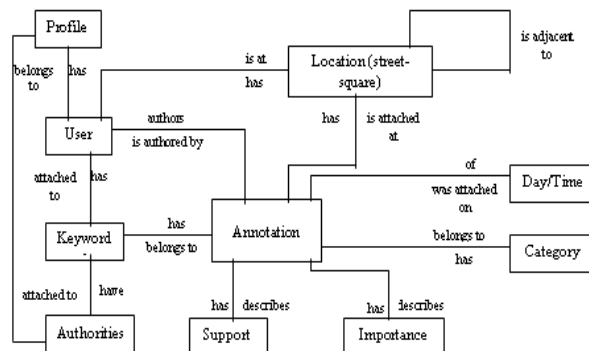 Profile
belongs
to
has
is at
has
Location (street-
square)
is adjacent
to
User
authors
is authored by
has
is attached
at
attached
to
has
of
was attached
on
Day/Time
Keyword
has
belongs to
Annotation
belongs to
has
Category
attached to
have
has
describes
has
describes
Authorities
Support
Importance